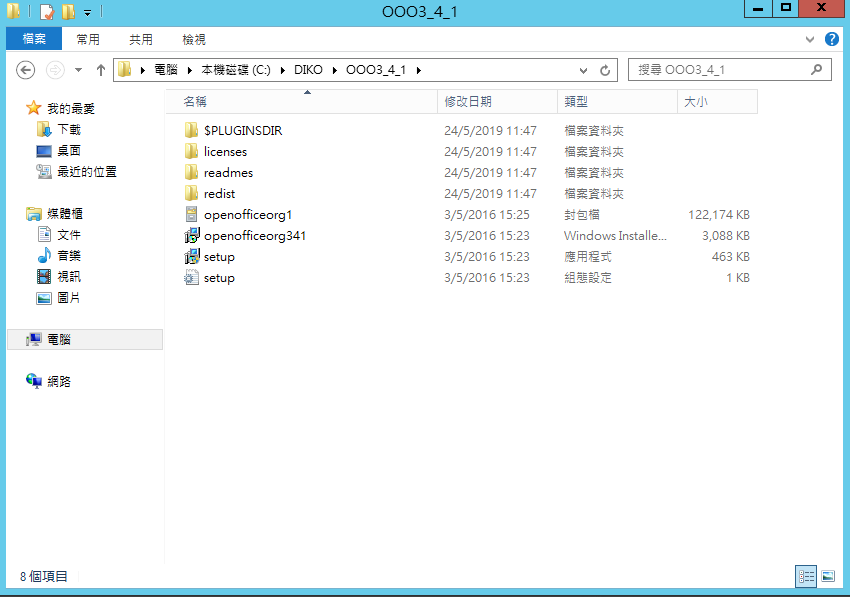 OOO3_4_1
檔案 常用 共用 檢視
電腦 本機磁碟 (C:) DIKO OOO3_4_1 搜尋 OOO3_4_1
名稱 修改日期 類型 大小
我的最愛
下載
桌面
最近的位置
媒體櫃
文件
音樂
視訊
圖片
電腦
網路
$PLUGINSDIR 24/5/2019 11:47 檔案資料夾
licenses 24/5/2019 11:47 檔案資料夾
readmes 24/5/2019 11:47 檔案資料夾
redist 24/5/2019 11:47 檔案資料夾
openofficeorg1 3/5/2016 15:25 封包檔 122,174 KB
openofficeorg341 3/5/2016 15:23 Windows Installe... 3,088 KB
setup 3/5/2016 15:23 應用程式 463 KB
setup 3/5/2016 15:23 組態設定 1 KB
8 個項目